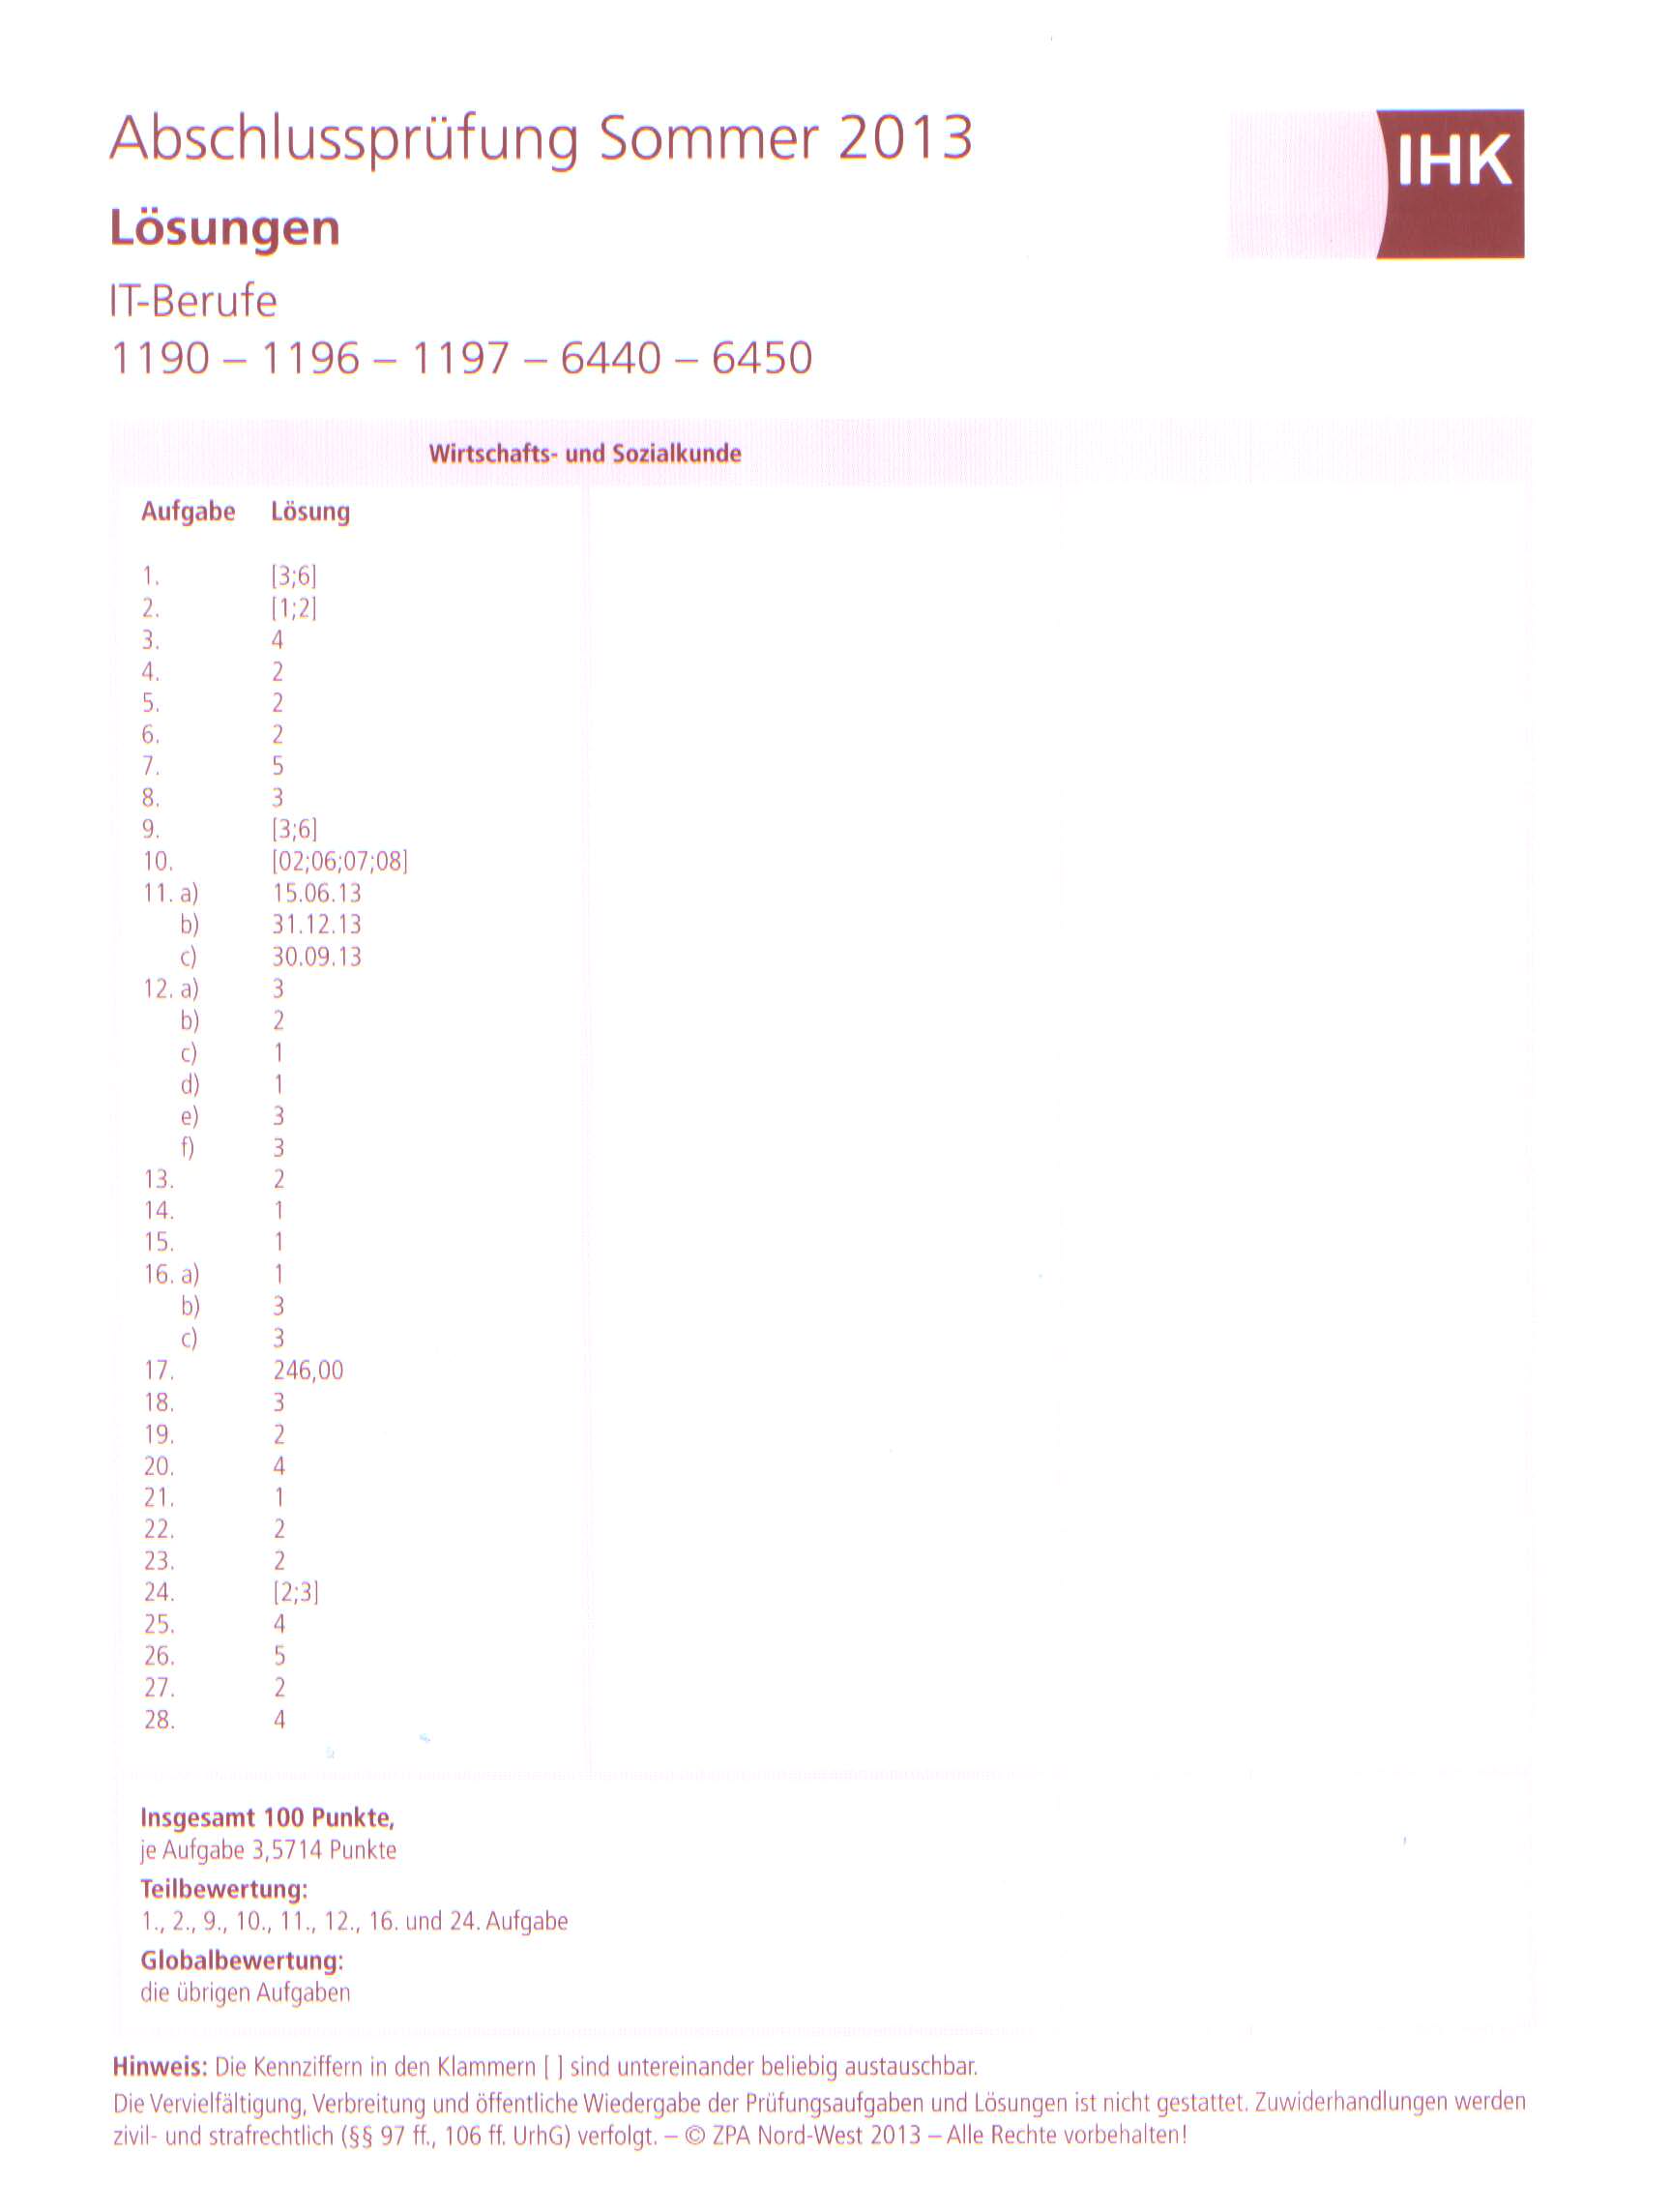 Abschlussprüfung Sommer 2013
IHK
Lösungen
IT-Berufe
1190 – 1196 – 1197 – 6440 – 6450
Wirtschafts- und Sozialkunde
Aufgabe Lösung
1. [3;6]
2. [1;2]
3. 4
4. 2
5. 2
6. 2
7. 5
8. 3
9. [3;6]
10. [02;06;07;08]
11. a) 15.06.13
b) 31.12.13
c) 30.09.13
12. a) 3
b) 2
c) 1
d) 1
e) 3
f) 3
13. 2
14. 1
15. 1
16. a) 1
b) 3
c) 3
17. 246,00
18. 3
19. 2
20. 4
21. 1
22. 2
23. 2
24. [2;3]
25. 4
26. 5
27. 2
28. 4
Insgesamt 100 Punkte,
je Aufgabe 3,5714 Punkte
Teilbewertung:
1., 2., 9., 10., 11., 12., 16. und 24. Aufgabe
Globalbewertung:
die übrigen Aufgaben
Hinweis: Die Kennziffern in den Klammern [ ] sind untereinander beliebig austauschbar.
Die Vervielfältigung, Verbreitung und öffentliche Wiedergabe der Prüfungsaufgaben und Lösungen ist nicht gestattet. Zuwiderhandlungen werden
zivil- und strafrechtlich (§§ 97 ff., 106 ff. UrhG) verfolgt. – © ZPA Nord-West 2013 – Alle Rechte vorbehalten!